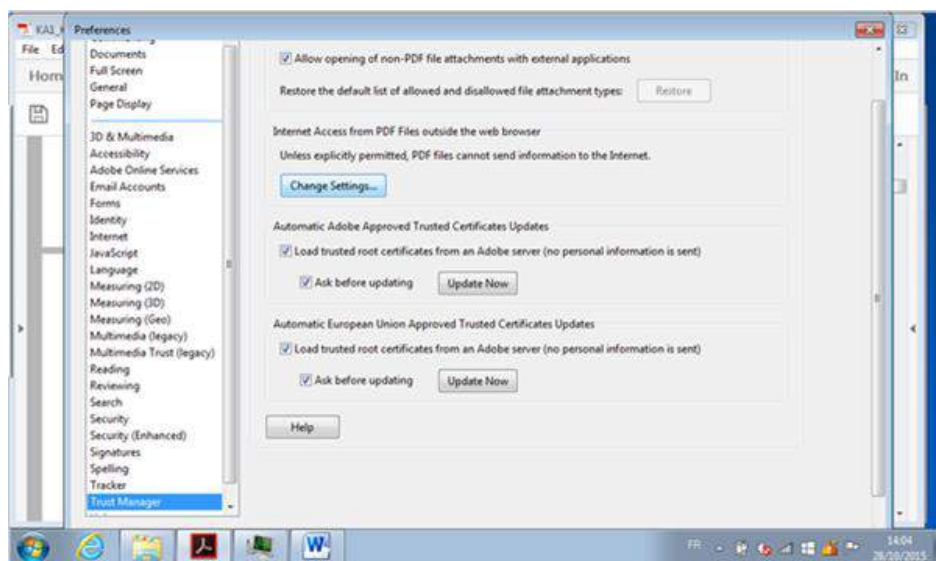 Preferences
File Ed
Hom
In
Documents
Full Screen
General
Page Display
3D & Multimedia
Accessibility
Adobe Online Services
Email Accounts
Forms
Identity
Internet
JavaScript
Language
Measuring (2D)
Measuring (3D)
Measuring (Geo)
Multimedia (legacy)
Multimedia Trust (legacy)
Reading
Reviewing
Search
Security
Security (Enhanced)
Signatures
Spelling
Tracker
Trust Manager
Allow opening of non-PDF file attachments with external applications
Restore the default list of allowed and disallowed file attachment types: Restore
Internet Access from PDF Files outside the web browser
Unless explicitly permitted, PDF files cannot send information to the Internet.
Change Settings...
Automatic Adobe Approved Trusted Certificates Updates
Load trusted root certificates from an Adobe server (no personal information is sent)
Ask before updating Update Now
Automatic European Union Approved Trusted Certificates Updates
Load trusted root certificates from an Adobe server (no personal information is sent)
Ask before updating Update Now
Help
FR
14:04
28/10/2015